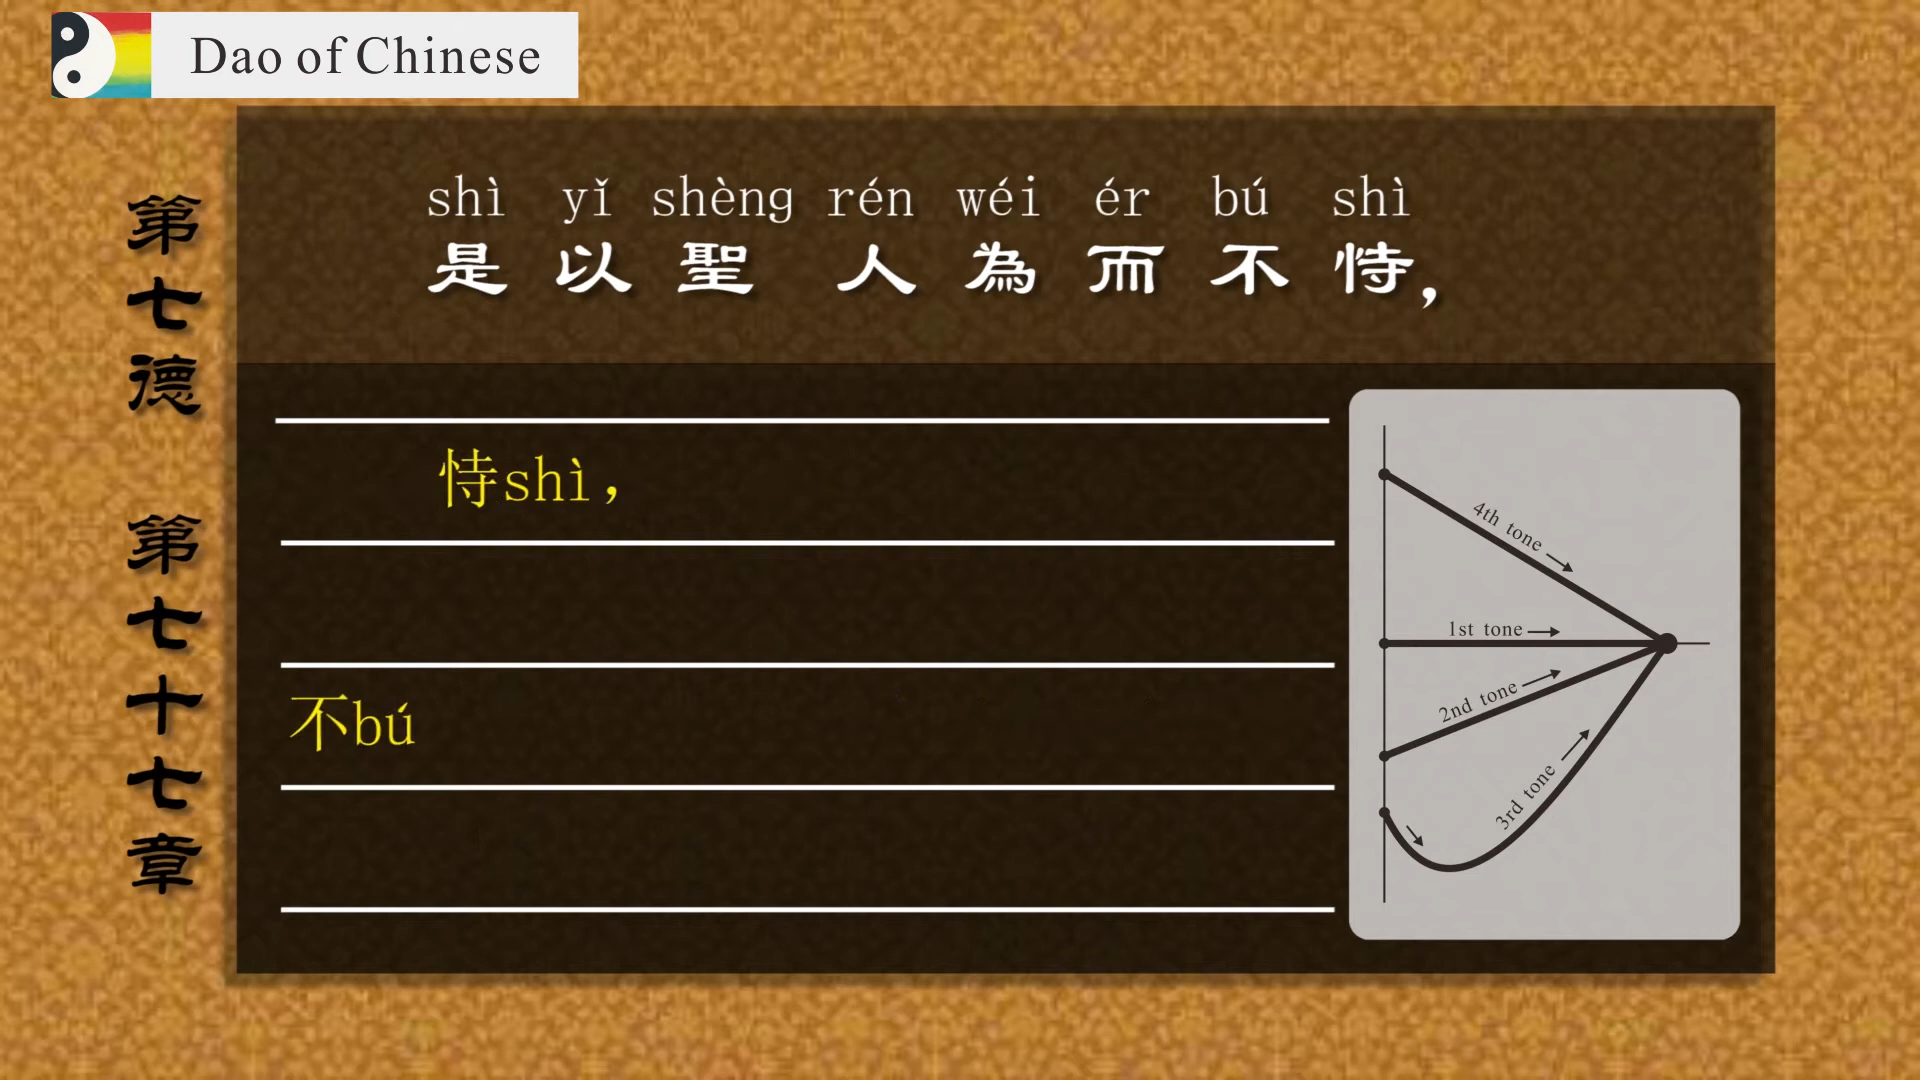 Dao of Chinese
第七德 第七十七章
shì yǐ shèng rén wéi ér bú shì
是以聖人為而不恃，
恃shì，
不bú
4th tone
1st tone
2nd tone
3rd tone